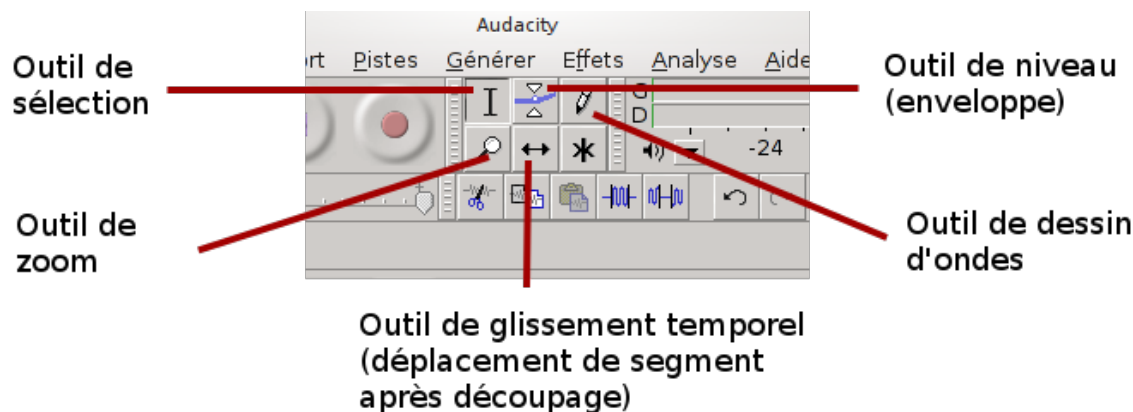 Audacity
Outil de
sélection
rt Pistes Générer Effets Analyse Aide
Outil de niveau
(enveloppe)
G
D
-24
Outil de
zoom
Outil de dessin
d'ondes
Outil de glissement temporel
(déplacement de segment
après découpage)